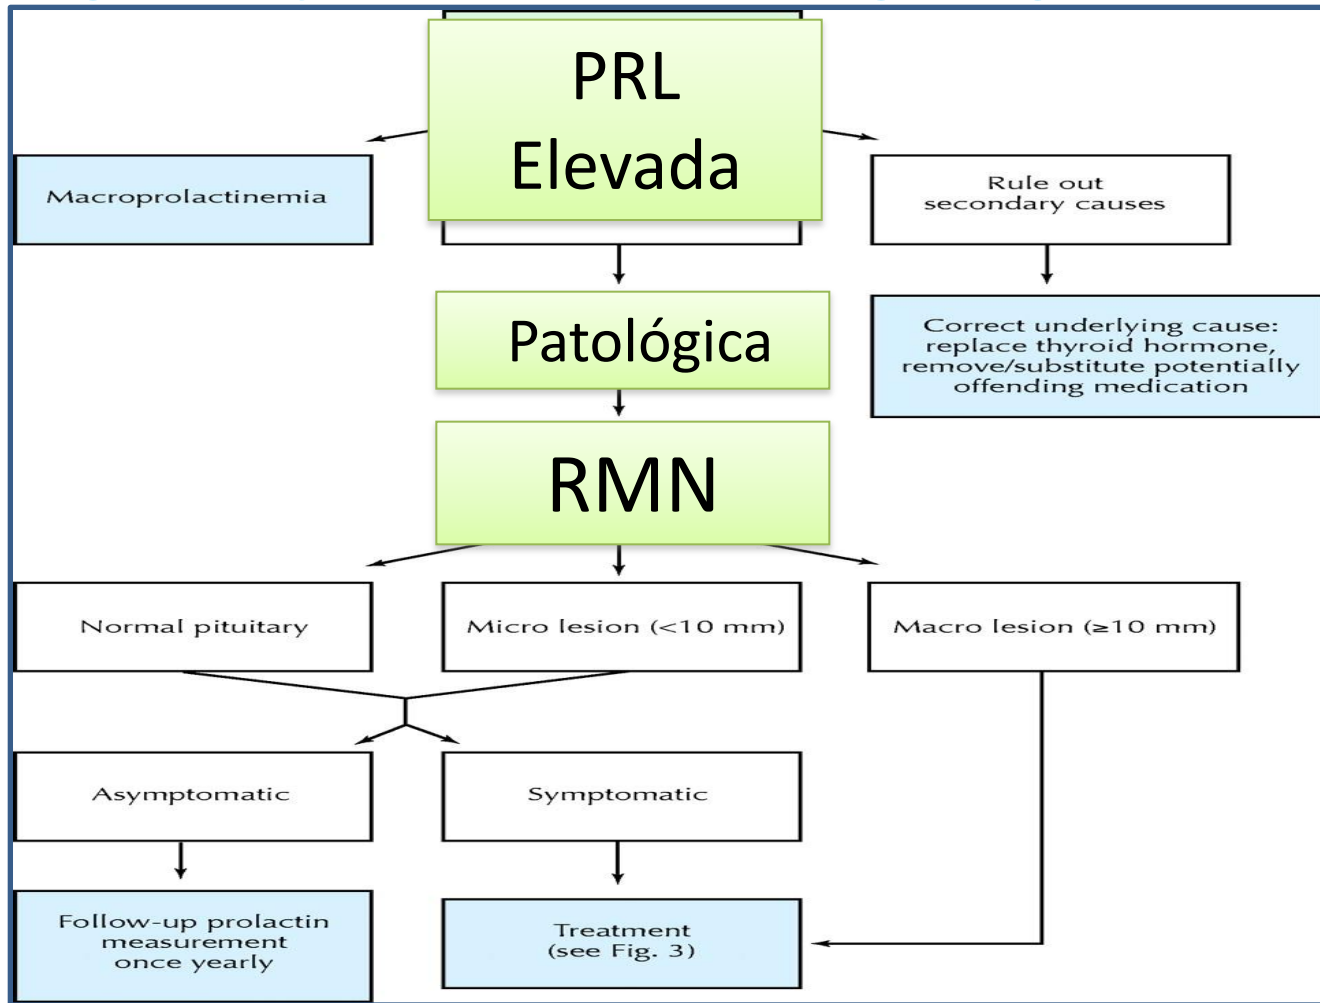 PRL
Elevada
Macroprolactinemia
Rule out
secondary causes
Patológica
Correct underlying cause:
replace thyroid hormone,
remove/substitute potentially
offending medication
RMN
Normal pituitary
Micro lesion (<10 mm)
Macro lesion (≥10 mm)
Asymptomatic
Symptomatic
Follow-up prolactin
measurement
once yearly
Treatment
(see Fig. 3)